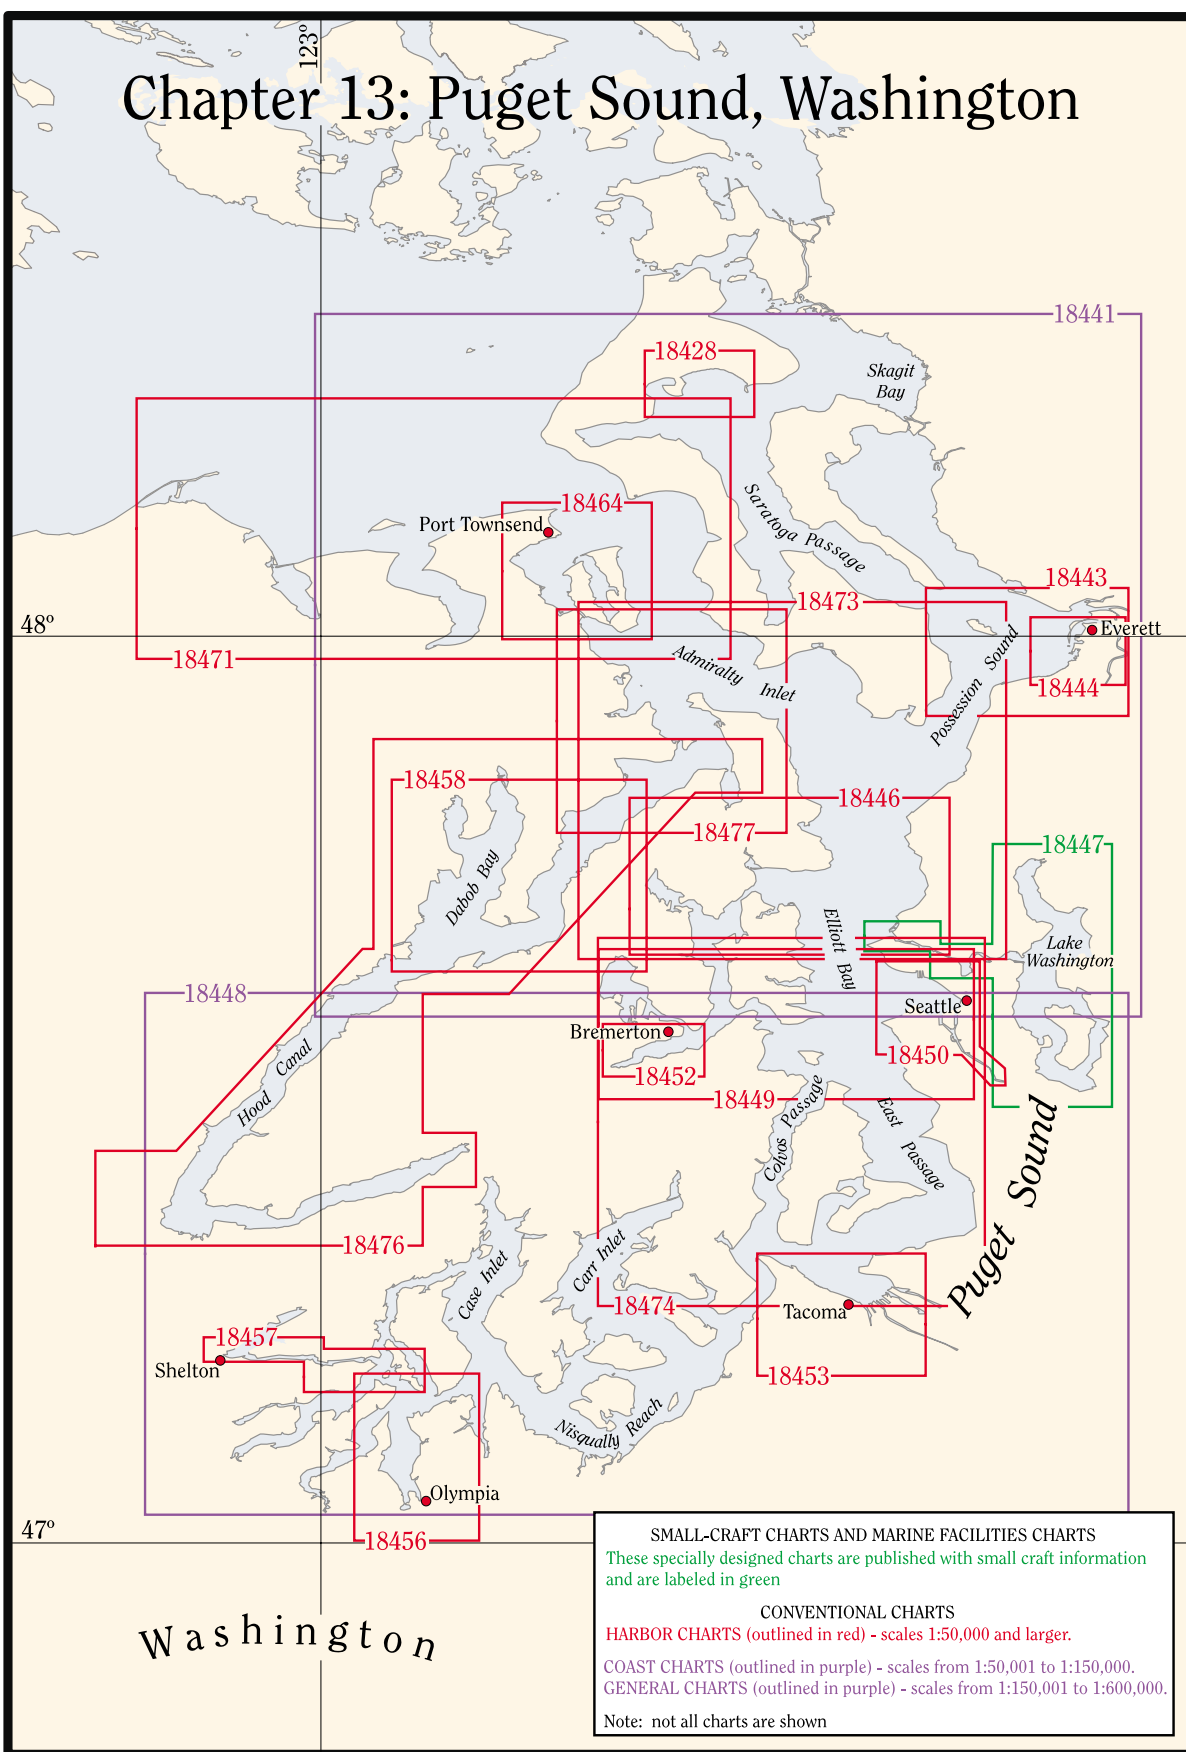 123°
Chapter 13: Puget Sound, Washington
18441
18428
Skagit
Bay
18464
Port Townsend
Saratoga Passage
18443
18473
48°
Everett
18471
Admiralty Inlet
Possession Sound
18444
18458
18446
18477
18447
Dabob Bay
Elliott Bay
Lake
Washington
18448
Seattle
Bremerton
18450
Hood Canal
18452
18449
Colvos Passage
East Passage
Puget Sound
18476
Case Inlet
Carr Inlet
18474
Tacoma
18457
Shelton
18453
Nisqually Reach
Olympia
47°
18456
SMALL-CRAFT CHARTS AND MARINE FACILITIES CHARTS
These specially designed charts are published with small craft information
and are labeled in green
CONVENTIONAL CHARTS
HARBOR CHARTS (outlined in red) - scales 1:50,000 and larger.
COAST CHARTS (outlined in purple) - scales from 1:50,001 to 1:150,000.
GENERAL CHARTS (outlined in purple) - scales from 1:150,001 to 1:600,000.
Note: not all charts are shown
Washington